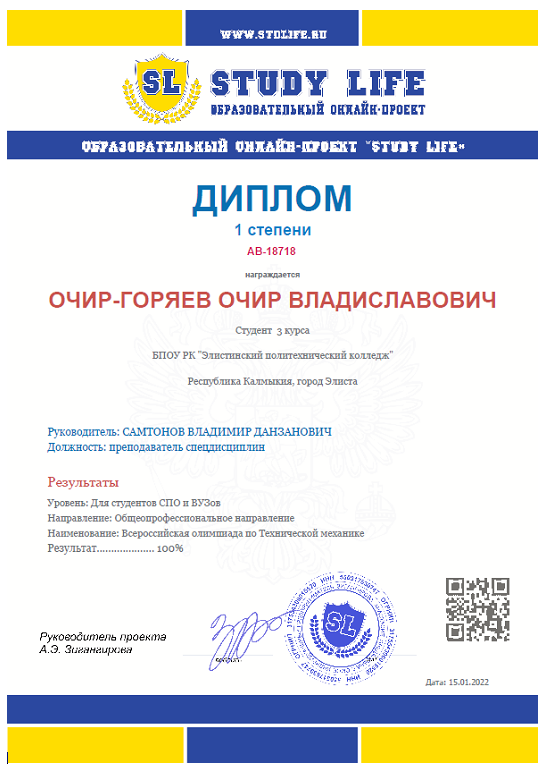 WWW.STDLIFE.RU
SL
STUDY LIFE
ОБРАЗОВАТЕЛЬНЫЙ ОНЛАЙН-ПРОЕКТ
ОБРАЗОВАТЕЛЬНЫЙ ОНЛАЙН-ПРОЕКТ "STUDY LIFE"
ДИПЛОМ
1 степени
АВ-18718
награждается
ОЧИР-ГОРЯЕВ ОЧИР ВЛАДИСЛАВОВИЧ
Студент 3 курса
БПОУ РК "Элистинский политехнический колледж"
Республика Калмыкия, город Элиста
Руководитель: САМТОНОВ ВЛАДИМИР ДАНЗАНОВИЧ
Должность: преподаватель спецдисциплин
Результаты
Уровень: Для студентов СПО и ВУЗов
Направление: Общеопрофессиональное направление
Наименование: Всероссийская олимпиада по Технической механике
Результат.................... 100%
Руководитель проекта
А.Э. Зигангирова
SL
Дата: 15.01.2022